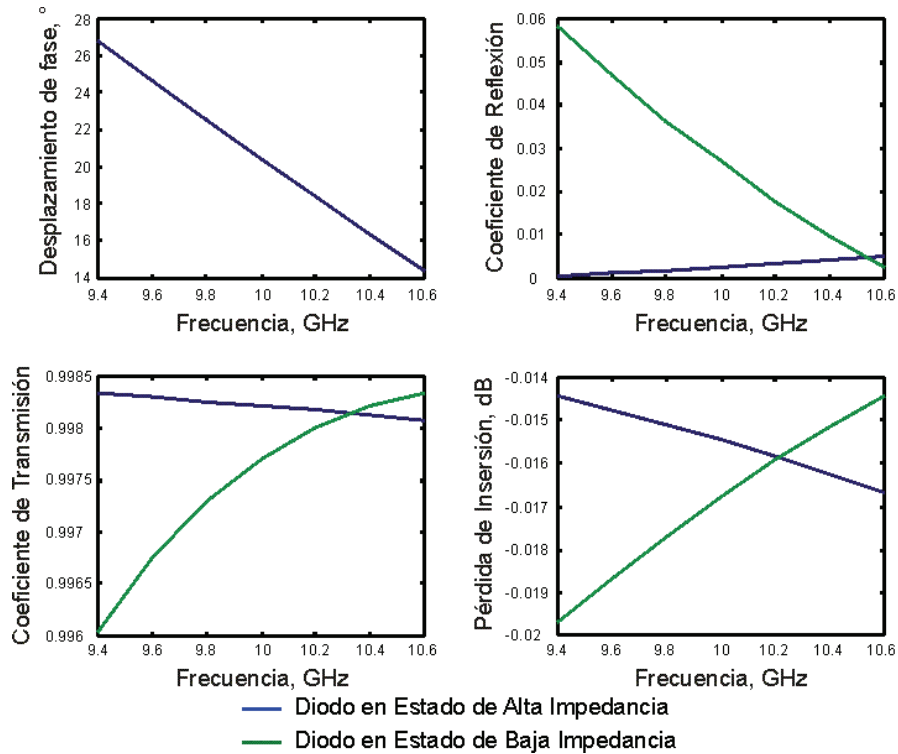 °
Desplazamiento de fase,
28
26
24
22
20
18
16
14
9.4 9.6 9.8 10 10.2 10.4 10.6
Frecuencia, GHz
Coeficiente de Reflexión
0.06
0.05
0.04
0.03
0.02
0.01
0
9.4 9.6 9.8 10 10.2 10.4 10.6
Frecuencia, GHz
Coeficiente de Transmisión
0.9985
0.998
0.9975
0.997
0.9965
0.996
9.4 9.6 9.8 10 10.2 10.4 10.6
Frecuencia, GHz
Pérdida de Insersión, dB
-0.014
-0.015
-0.016
-0.017
-0.018
-0.019
-0.02
9.4 9.6 9.8 10 10.2 10.4 10.6
Frecuencia, GHz
Diodo en Estado de Alta Impedancia
Diodo en Estado de Baja Impedancia